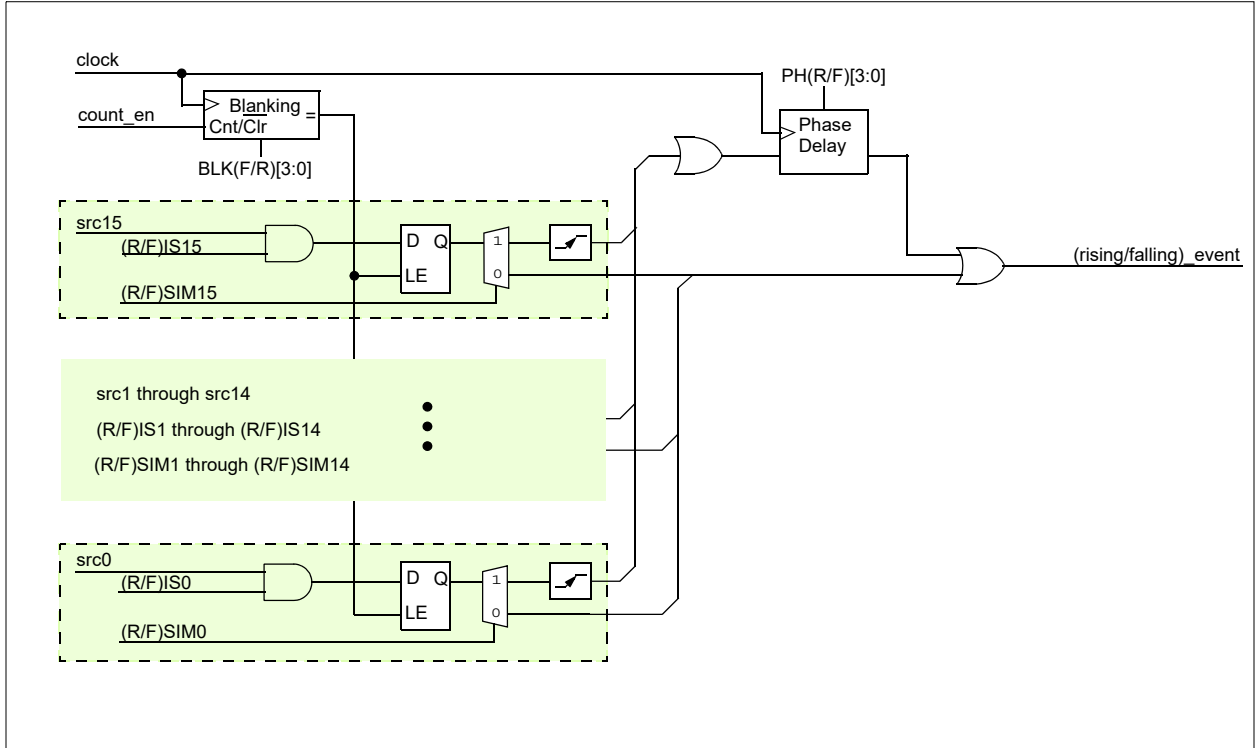 clock
PH(R/F)[3:0]
count_en
Blanking
=
Cnt/Clr
Phase
Delay
BLK(F/R)[3:0]
src15
(R/F)IS15
D Q
1
LE
0
(R/F)SIM15
(rising/falling)_event
src1 through src14
(R/F)IS1 through (R/F)IS14
(R/F)SIM1 through (R/F)SIM14
src0
(R/F)IS0
D Q
1
LE
0
(R/F)SIM0